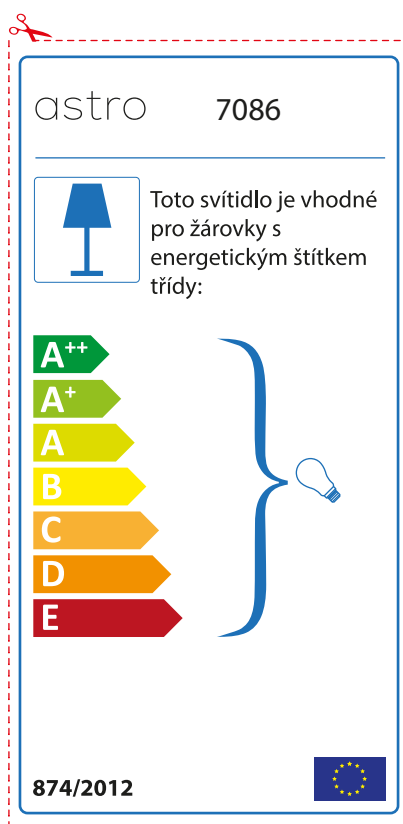 astro 7086
Toto svítidlo je vhodné
pro žárovky s
energetickým štítkem
třídy:
A++
A+
A
B
C
D
E
874/2012